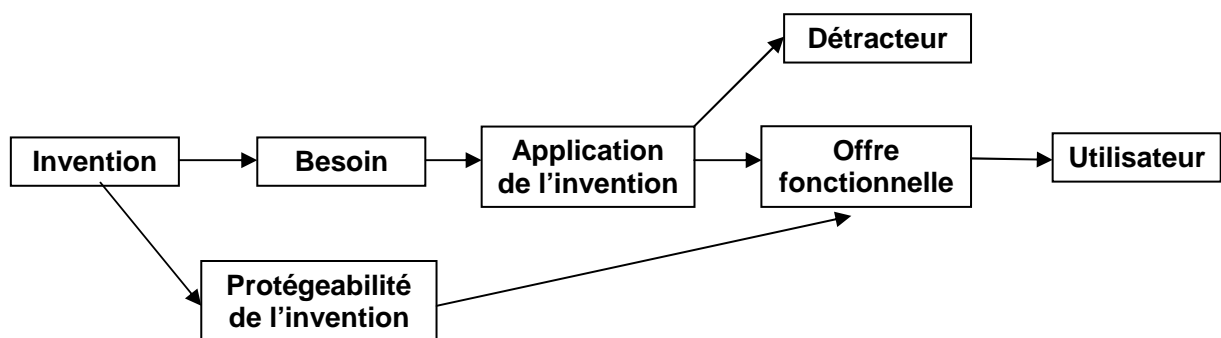 Détracteur
Invention
Besoin
Application
de l’invention
Offre
fonctionnelle
Utilisateur
Protégeabilité
de l’invention